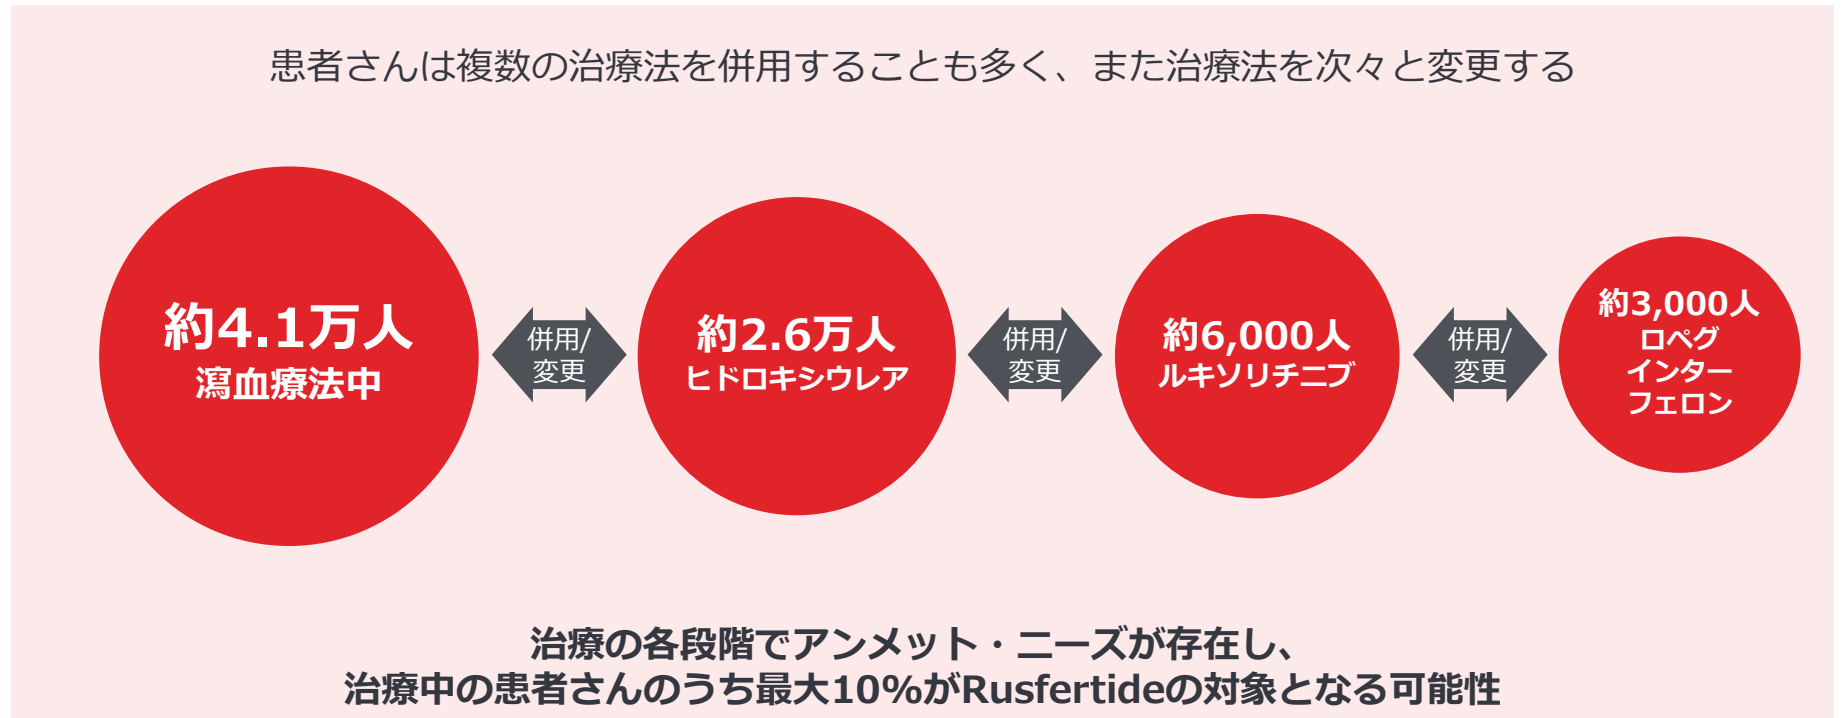 患者さんは複数の治療法を併用することも多く、また治療法を次々と変更する
約4.1万人
瀉血療法中
併用/
変更
約2.6万人
ヒドロキシウレア
併用/
変更
約6,000人
ルキソリチニブ
併用/
変更
約3,000人
ロペグ
インター
フェロン
治療の各段階でアンメット・ニーズが存在し、
治療中の患者さんのうち最大10%がRusfertideの対象となる可能性